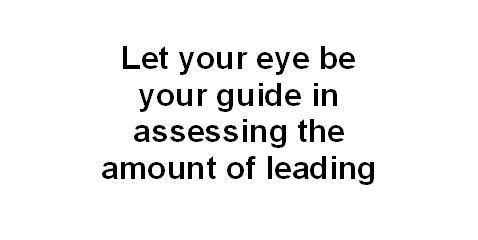 Let your eye be
your guide in
assessing the
amount of leading